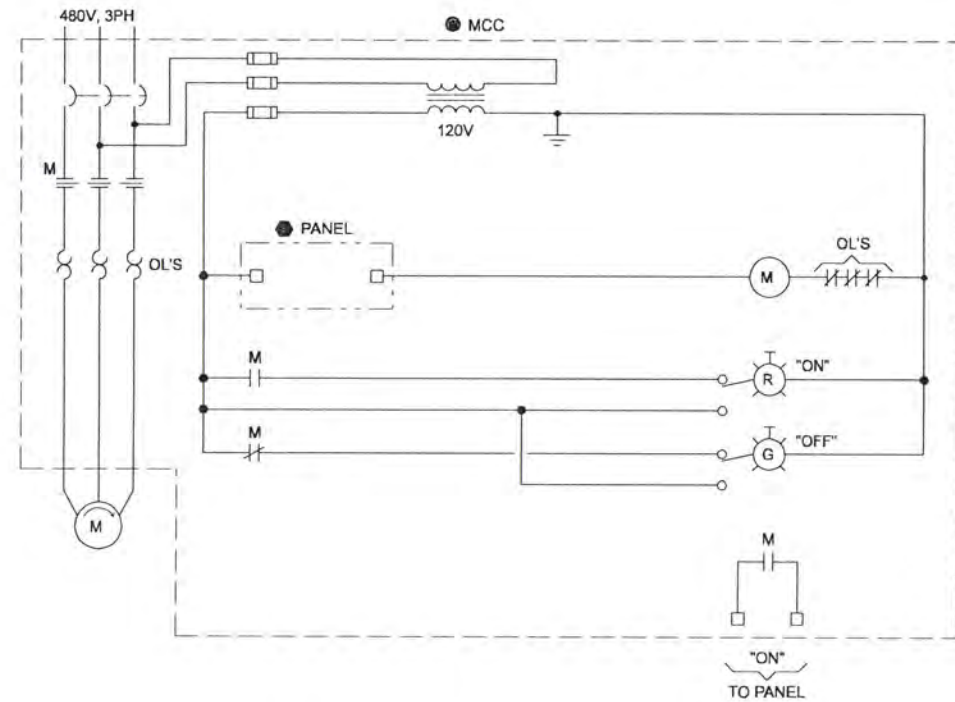 480V, 3PH
MCC
120V
M
PANEL
OL'S
OL'S
M
M
"ON"
R
M
"OFF"
G
M
M
"ON"
TO PANEL